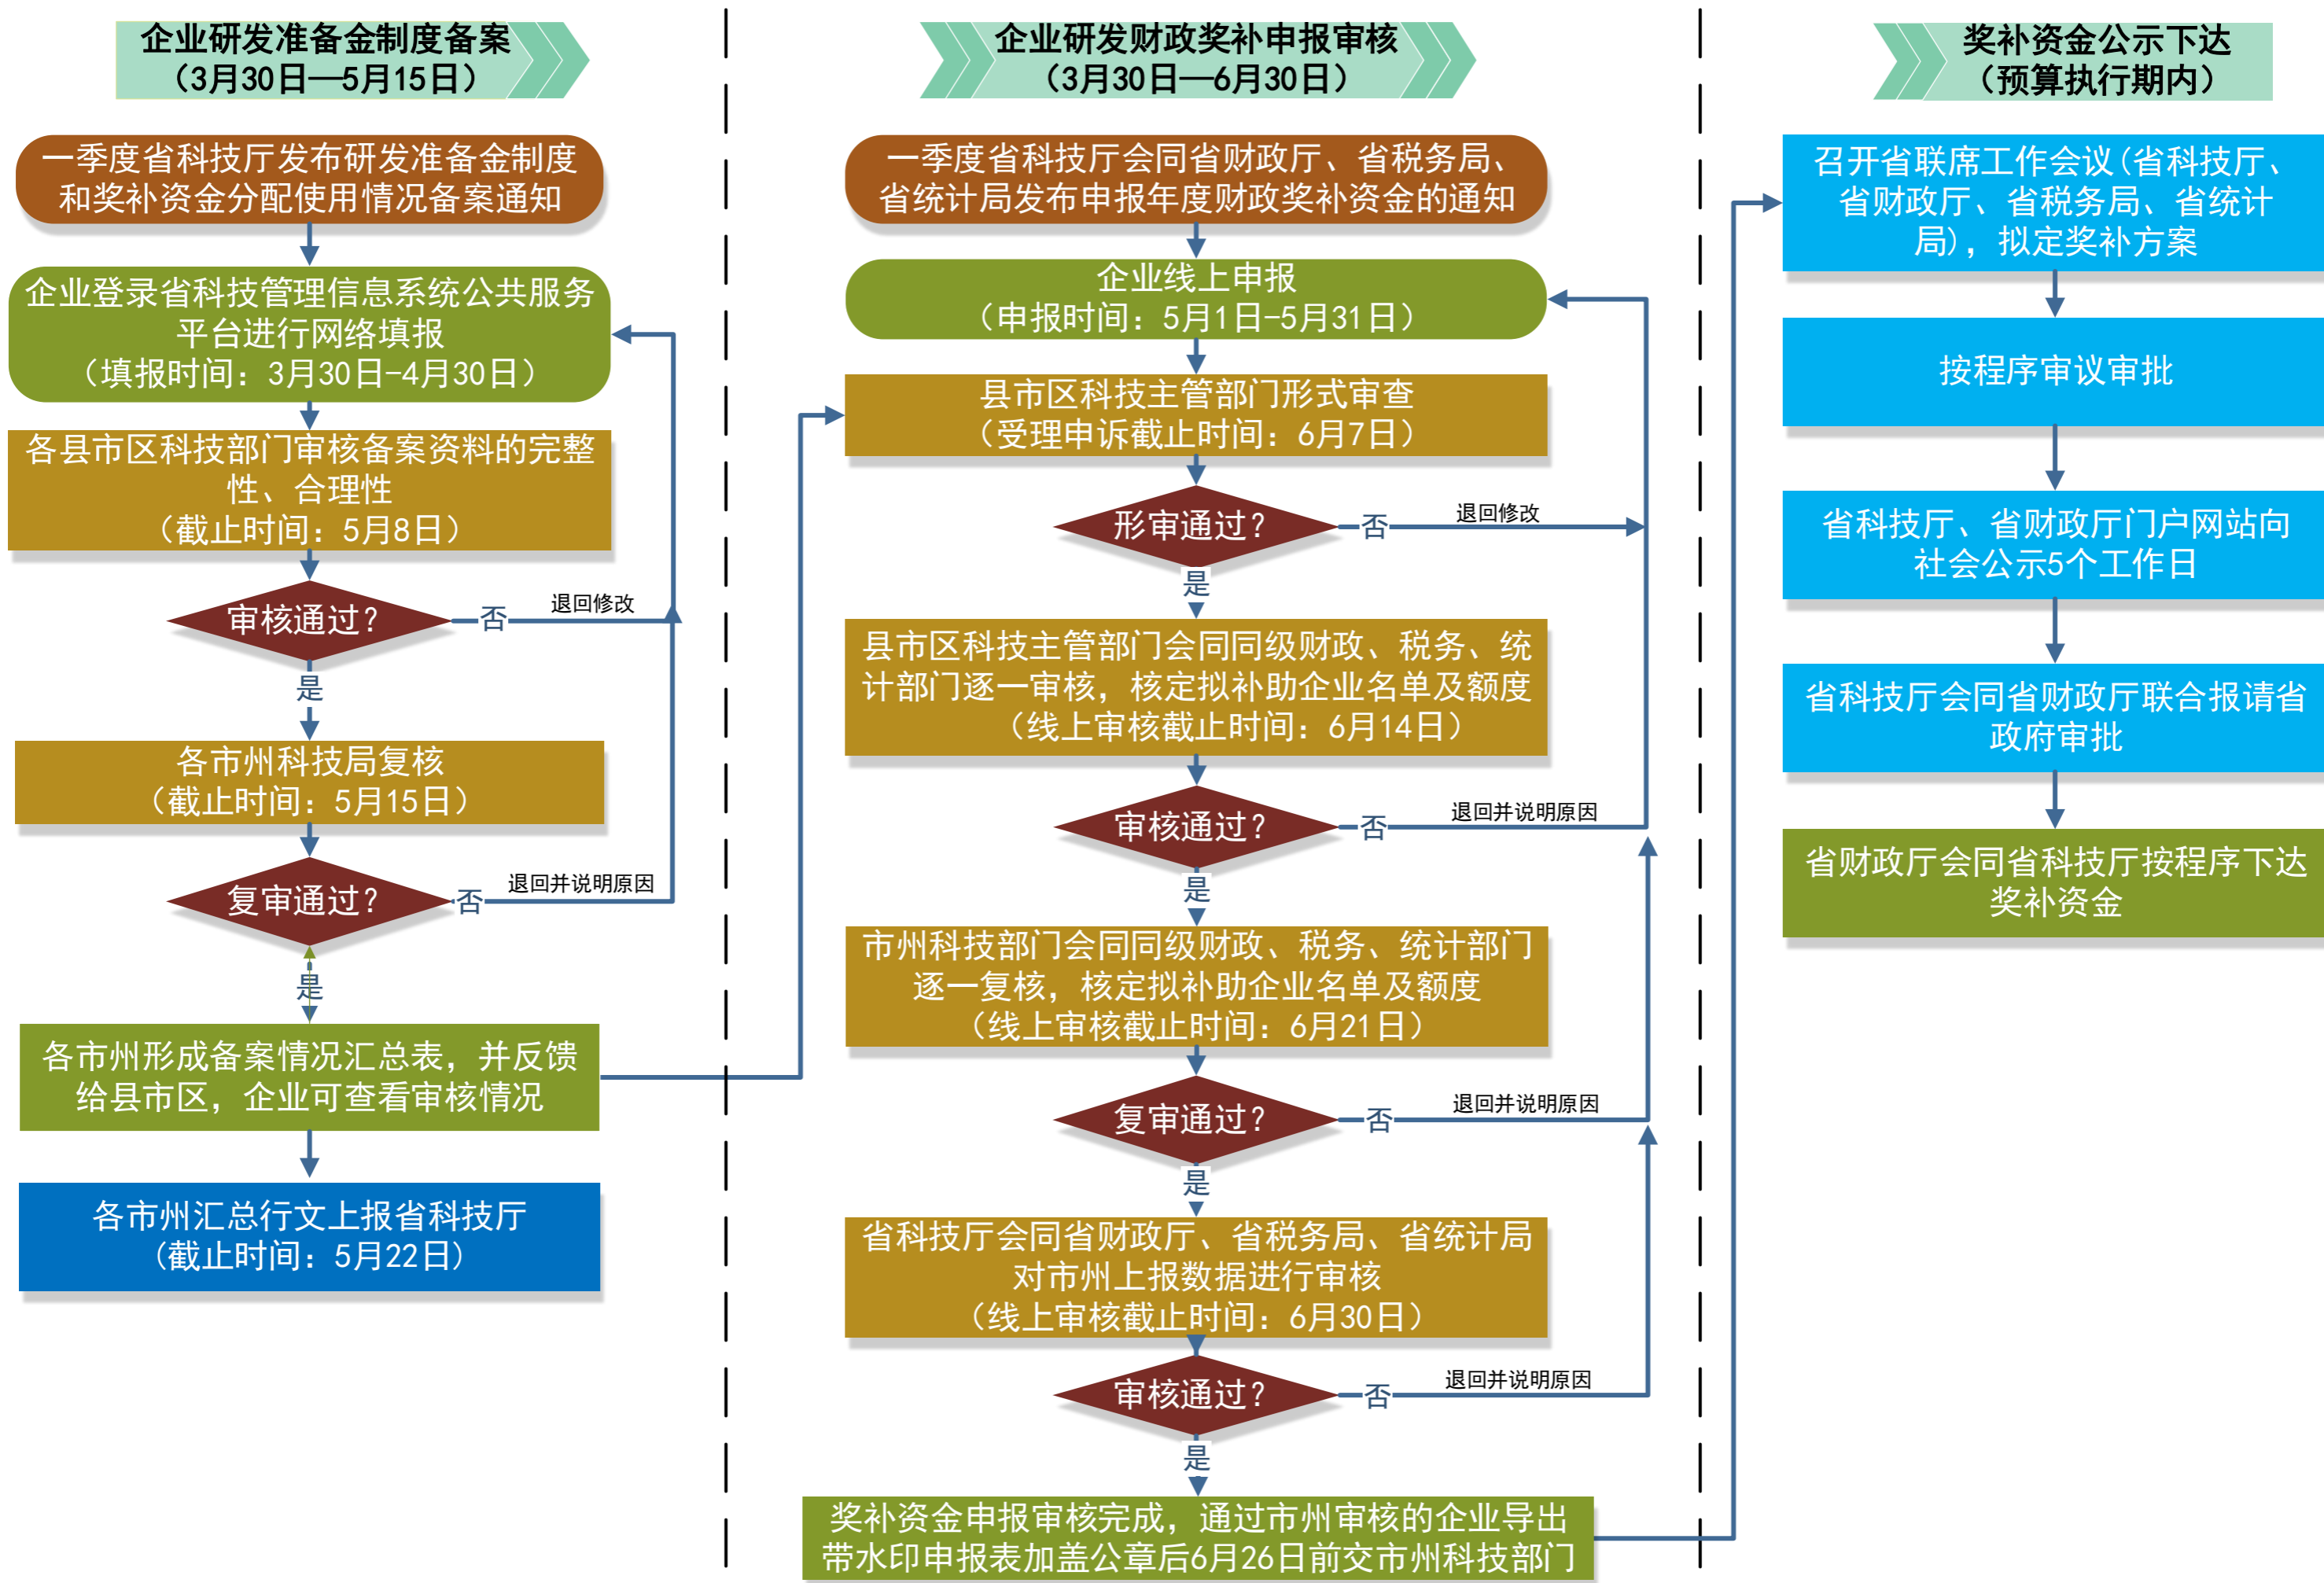 企业研发准备金制度备案
（3月30日—5月15日）
一季度省科技厅发布研发准备金制度
和奖补资金分配使用情况备案通知
企业登录省科技管理信息系统公共服务
平台进行网络填报
（填报时间：3月30日-4月30日）
各县市区科技部门审核备案资料的完整
性、合理性
（截止时间：5月8日）
审核通过？
否
退回修改
是
各市州科技局复核
（截止时间：5月15日）
复审通过？
否
退回并说明原因
是
各市州形成备案情况汇总表，并反馈
给县市区，企业可查看审核情况
各市州汇总行文上报省科技厅
(截止时间：5月22日)
企业研发财政奖补申报审核
（3月30日—6月30日）
一季度省科技厅会同省财政厅、省税务局、
省统计局发布申报年度财政奖补资金的通知
企业线上申报
（申报时间：5月1日-5月31日）
县市区科技主管部门形式审查
（受理申诉截止时间：6月7日）
形审通过？
否
退回修改
是
县市区科技主管部门会同同级财政、税务、统
计部门逐一审核，核定拟补助企业名单及额度
（线上审核截止时间：6月14日）
审核通过？
否
退回并说明原因
是
市州科技部门会同同级财政、税务、统计部门
逐一复核，核定拟补助企业名单及额度
（线上审核截止时间：6月21日）
复审通过？
否
退回并说明原因
是
省科技厅会同省财政厅、省税务局、省统计局
对市州上报数据进行审核
（线上审核截止时间：6月30日）
审核通过？
否
退回并说明原因
是
奖补资金申报审核完成，通过市州审核的企业导出
带水印申报表加盖公章后6月26日前交市州科技部门
奖补资金公示下达
（预算执行期内）
召开省联席工作会议(省科技厅、
省财政厅、省税务局、省统计
局)，拟定奖补方案
按程序审议审批
省科技厅、省财政厅门户网站向
社会公示5个工作日
省科技厅会同省财政厅联合报请省
政府审批
省财政厅会同省科技厅按程序下达
奖补资金